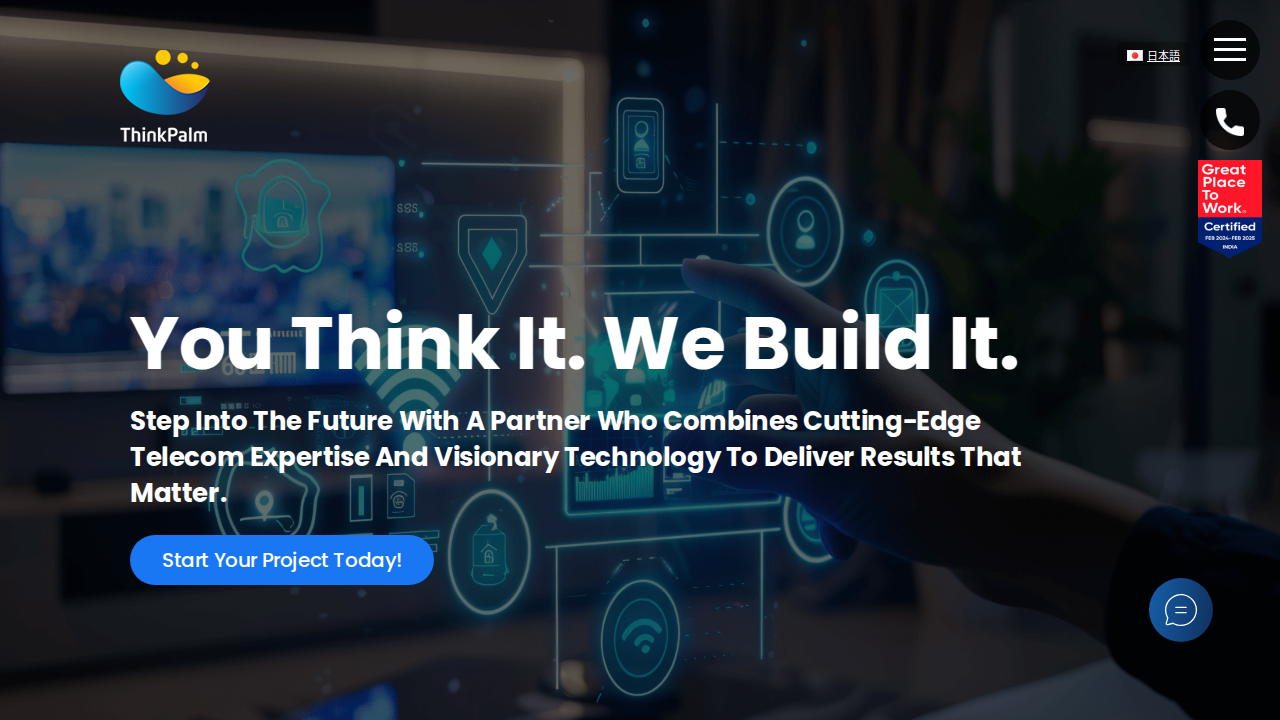 日本語
ThinkPalm
Great
Place
To
Work.
Certified
FEB 2024-FEB 2025
INDIA
You Think It. We Build It.
Step Into The Future With A Partner Who Combines Cutting-Edge
Telecom Expertise And Visionary Technology To Deliver Results That
Matter.
Start Your Project Today!